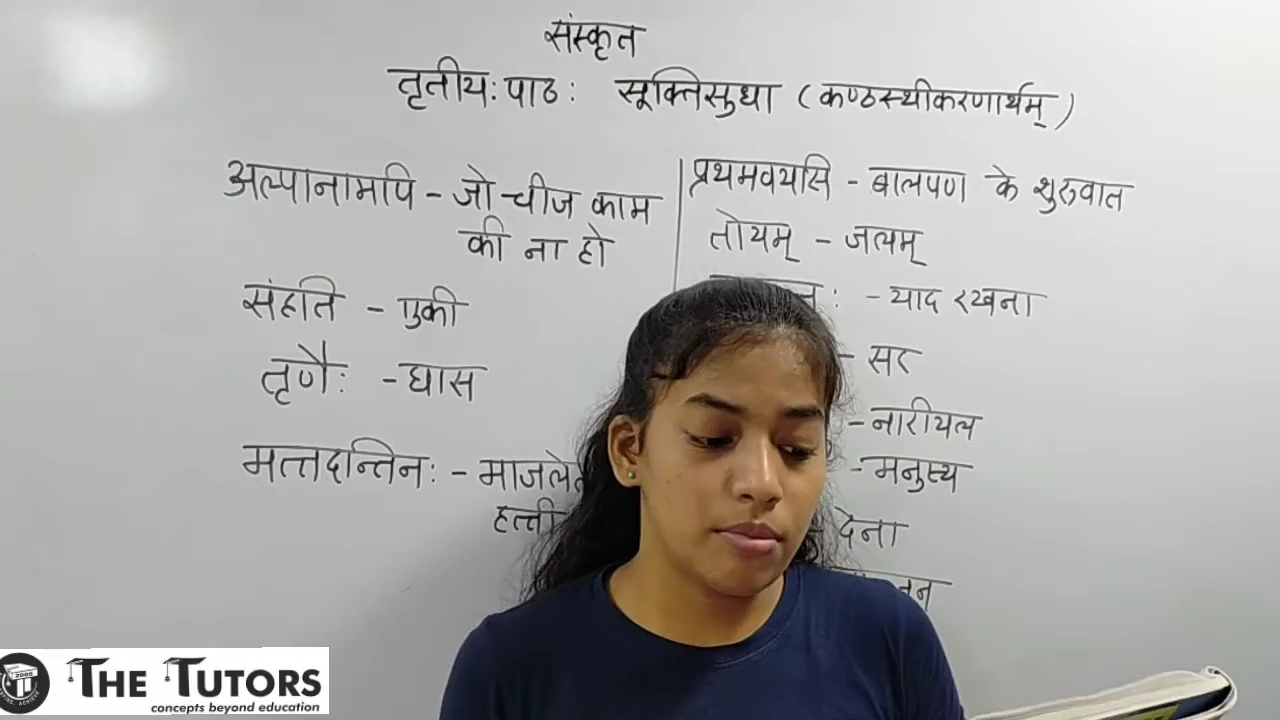 संस्कृत
तृतीय: पाठ: सूक्तिसुधा (कण्ठस्थीकरणार्थम्)
अल्पानामपि - जो चीज काम
की ना हो
संहति - एकी
तृणैः - घास
मत्तदन्तिनः -
हत्ती
प्रथमवयसि - बालपण के शुरुवात
तोयम् - जलम्
: - याद रखना
- सर
- नारीयल
- मनुस्य
- देना
THE TUTORS
concepts beyond education
2005